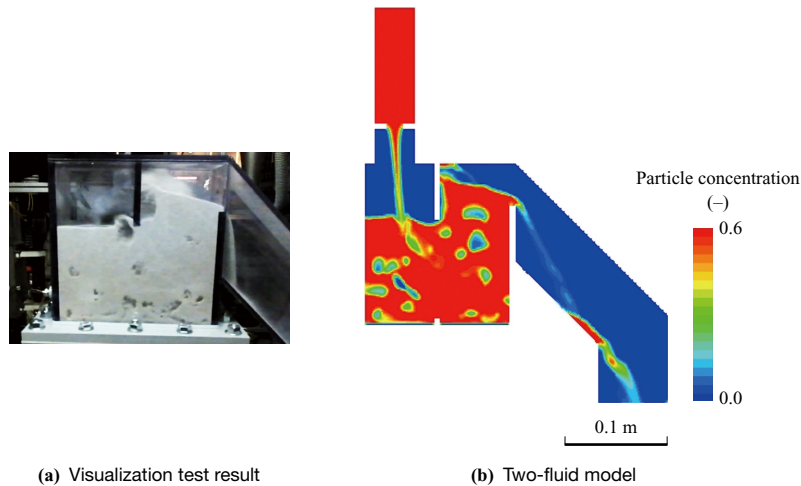 Particle concentration
(–)
0.6
0.0
0.1 m
(a) Visualization test result
(b) Two-fluid model